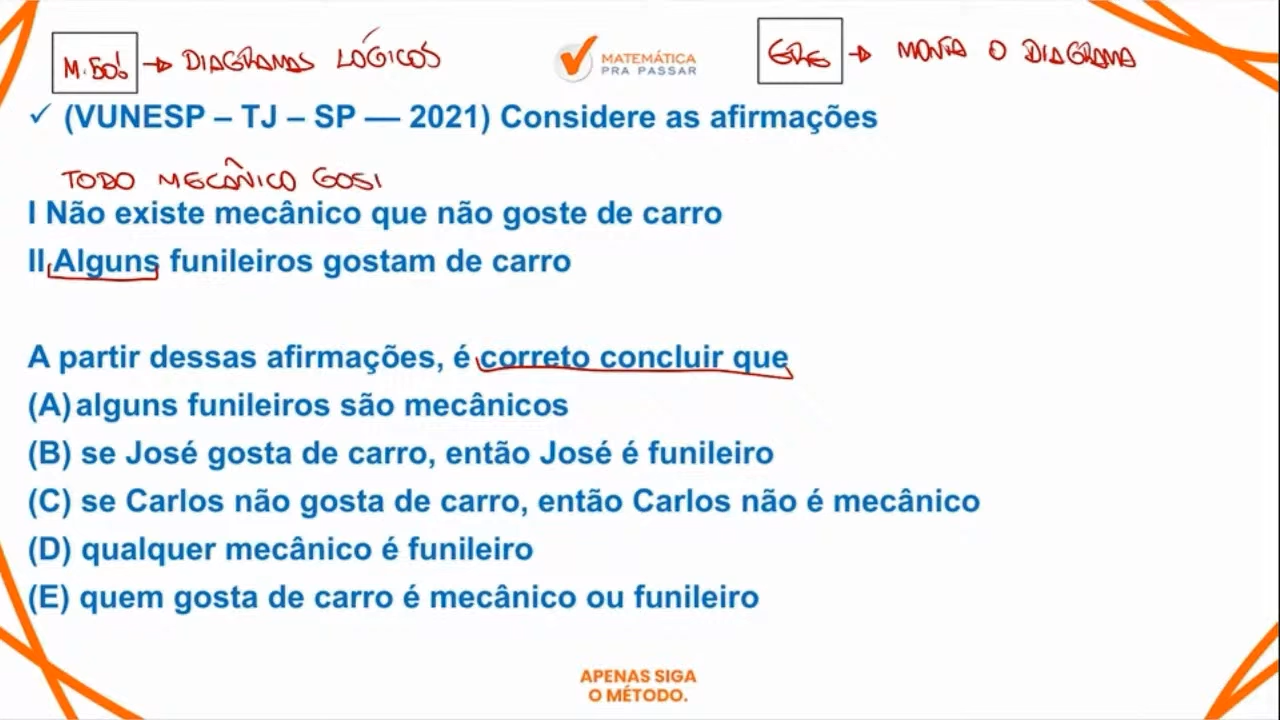 → DIAGRAMAS LÓGICOS
MATEMÁTICA
PRA PASSAR
→ MONTA O DIAGRAMA
✓ (VUNESP – TJ – SP –– 2021) Considere as afirmações
TODO MECÂNICO GOST
I Não existe mecânico que não goste de carro
II Alguns funileiros gostam de carro
A partir dessas afirmações, é correto concluir que
(A) alguns funileiros são mecânicos
(B) se José gosta de carro, então José é funileiro
(C) se Carlos não gosta de carro, então Carlos não é mecânico
(D) qualquer mecânico é funileiro
(E) quem gosta de carro é mecânico ou funileiro
APENAS SIGA
O MÉTODO.